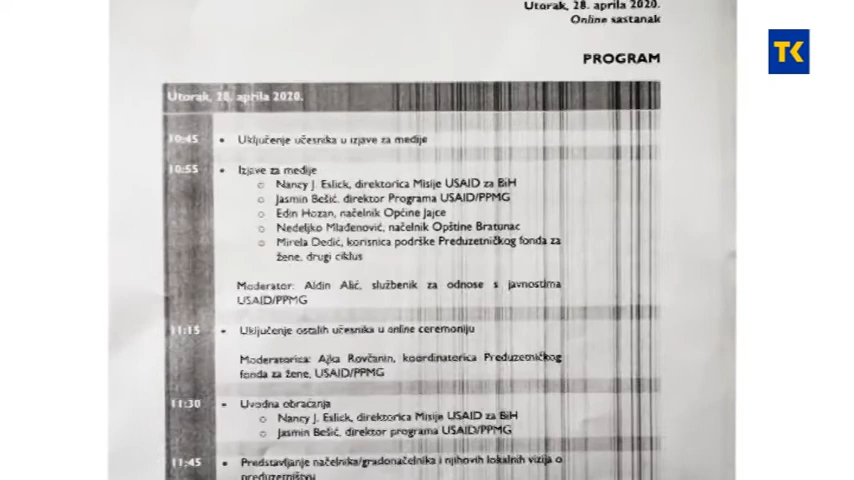 Utorak, 28. aprila 2020.
Online sastanak
TK
PROGRAM
Utorak, 28. aprila 2020.
10:45 • Uključenje učesnika u izjave za medije
10:55 • Izjave za medije
○ Nancy J. Eslick, direktorica Misije USAID za BiH
○ Jasmin Bešić, direktor Programa USAID/PPMG
○ Edin Hozan, načelnik Općine Jajce
○ Nedeljko Mlađenović, načelnik Opštine Bratunac
○ Mirela Dedić, korisnica podrške Preduzetničkog fonda za
žene, drugi ciklus
Moderator: Aldin Alić, službenik za odnose s javnostima
USAID/PPMG
11:15 • Uključenje ostalih učesnika u online ceremoniju
Moderatorica: Ajka Rovčanin, koordinatorica Preduzetničkog
fonda za žene, USAID/PPMG
11:30 • Uvodna obraćanja
○ Nancy J. Eslick, direktorica Misije USAID za BiH
○ Jasmin Bešić, direktor programa USAID/PPMG
11:45 • Predstavljanje načelnika/gradonačelnika i njihovih lokalnih vizija o
preduzetništvu